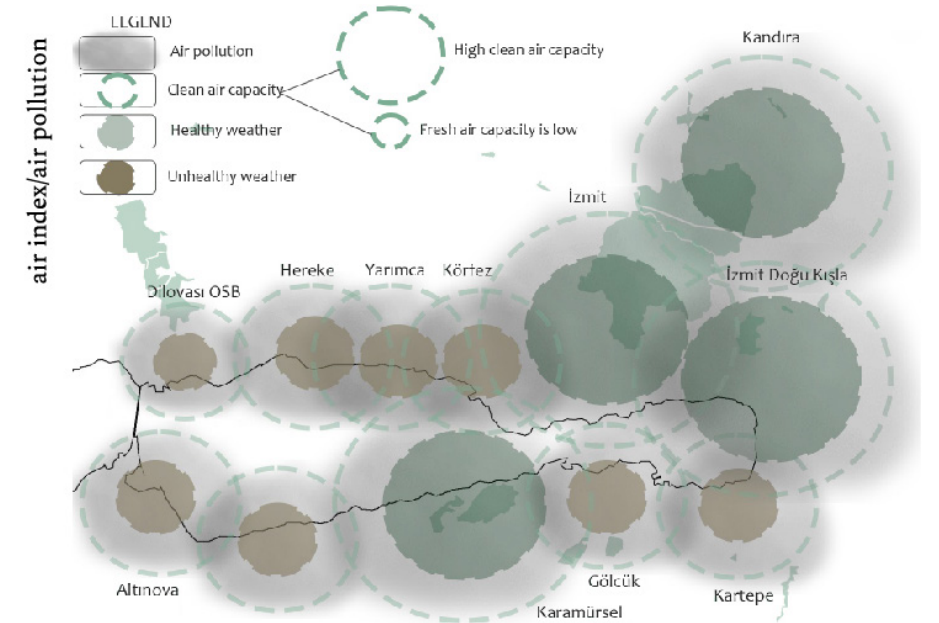 air index/air pollution
LEGEND
Air pollution
Clean air capacity
Healthy weather
Unhealthy weather
High clean air capacity
Fresh air capacity is low
Kandıra
İzmit
İzmit Doğu Kışla
Hereke
Yarımca
Körfez
Dilovası OSB
Altınova
Gölcük
Karamürsel
Kartepe